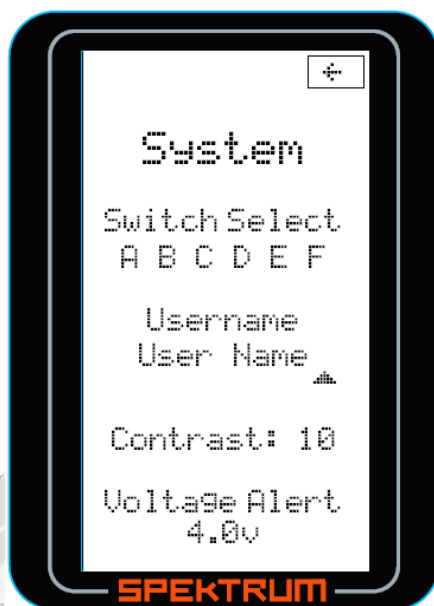 System
Switch Select
A B C D E F
Username
User Name
Contrast: 10
Voltage Alert
4.0v
SPEKTRUM